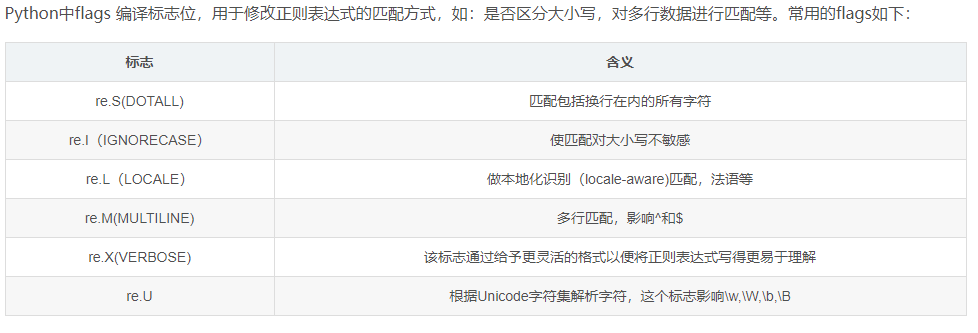 Python中flags 编译标志位，用于修改正则表达式的匹配方式，如：是否区分大小写，对多行数据进行匹配等。常用的flags如下：
标志 含义
re.S(DOTALL) 匹配包括换行在内的所有字符
re.I（IGNORECASE） 使匹配对大小写不敏感
re.L（LOCALE） 做本地化识别（locale-aware)匹配，法语等
re.M(MULTILINE) 多行匹配，影响^和$
re.X(VERBOSE) 该标志通过给予更灵活的格式以便将正则表达式写得更易于理解
re.U 根据Unicode字符集解析字符，这个标志影响\w,\W,\b,\B